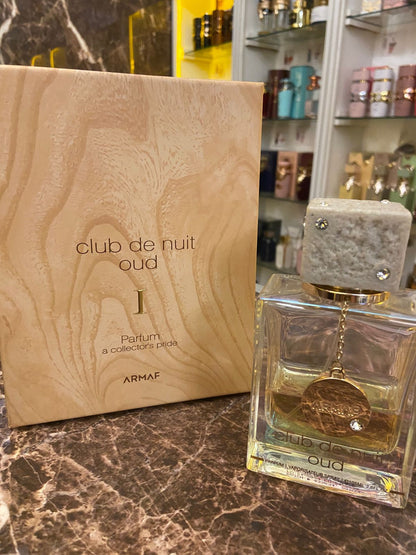 club de nuit
oud
I
Parfum
a collector's pride
ARMAF
club de nuit
oud